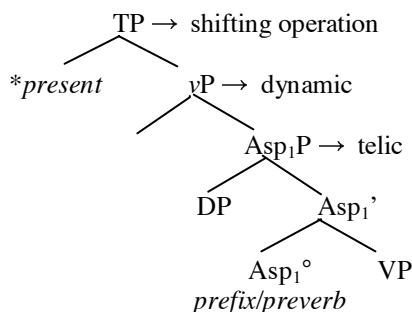 TP → shifting operation
*present vP → dynamic
Asp₁P → telic
DP Asp₁’
Asp₁° VP
prefix/preverb